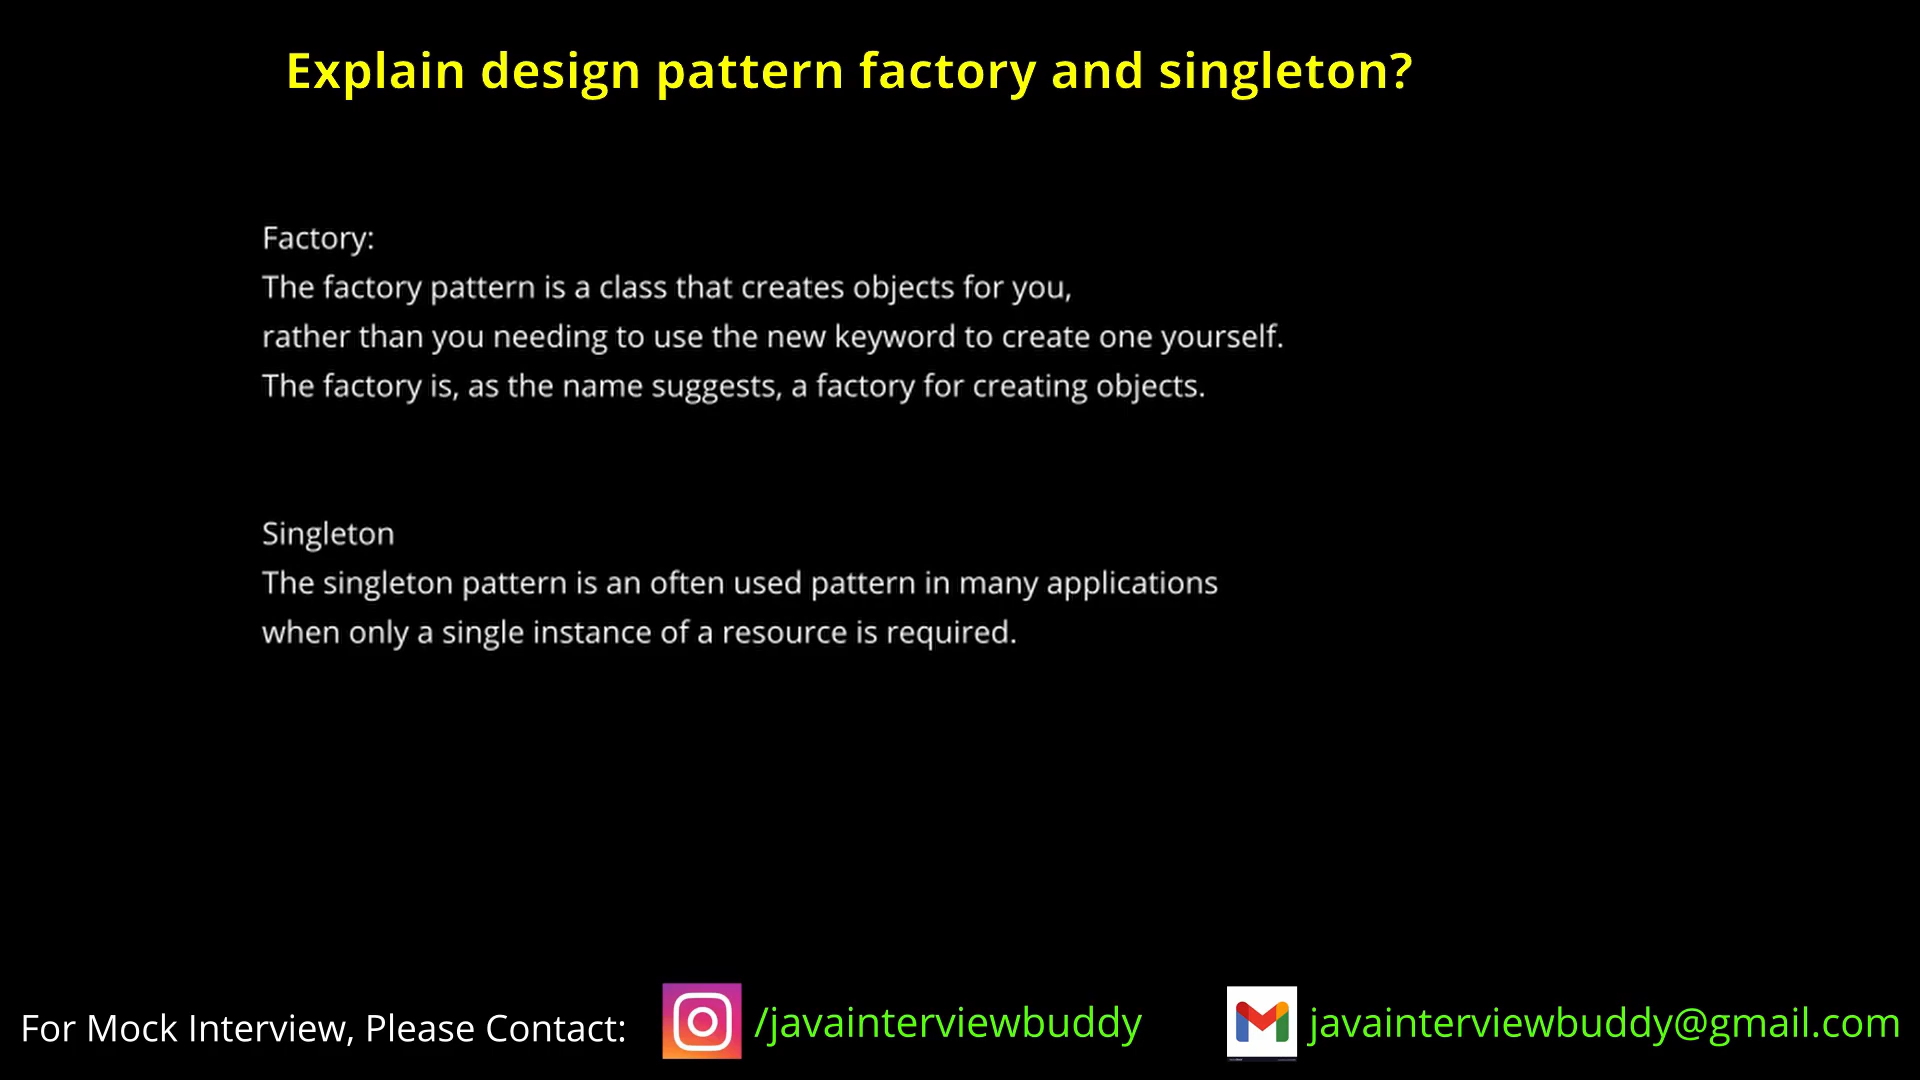 Explain design pattern factory and singleton?
Factory:
The factory pattern is a class that creates objects for you,
rather than you needing to use the new keyword to create one yourself.
The factory is, as the name suggests, a factory for creating objects.
Singleton
The singleton pattern is an often used pattern in many applications
when only a single instance of a resource is required.
For Mock Interview, Please Contact: /javainterviewbuddy javainterviewbuddy@gmail.com